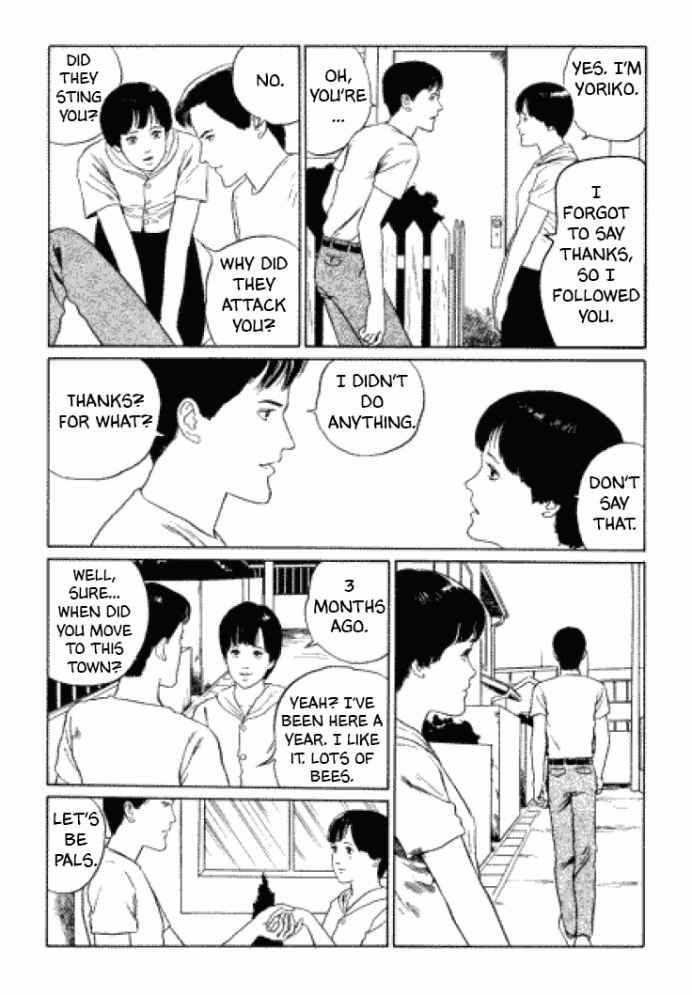 DID
THEY
STING
YOU?
NO.
WHY DID
THEY
ATTACK
YOU?
OH,
YOU'RE
...
YES. I'M
YORIKO.
I
FORGOT
TO SAY
THANKS,
SO I
FOLLOWED
YOU.
THANKS?
FOR WHAT?
I DIDN'T
DO
ANYTHING.
DON'T
SAY
THAT.
WELL,
SURE...
WHEN DID
YOU MOVE
TO THIS
TOWN?
3
MONTHS
AGO.
YEAH? I'VE
BEEN HERE A
YEAR. I LIKE
IT. LOTS OF
BEES.
LET'S
BE
PALS.